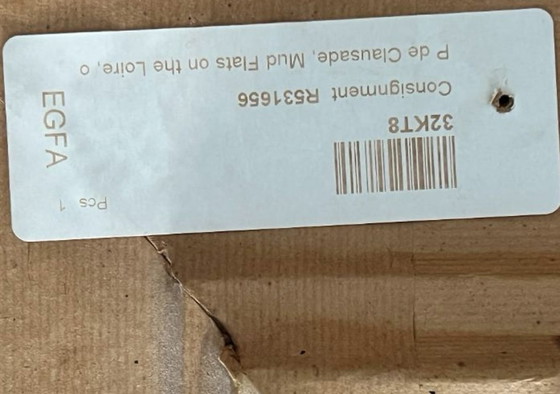 Pcs 1
32KT8
Consignment R531656
P de Clausade, Mud Flats on the Loire, o
EGFA